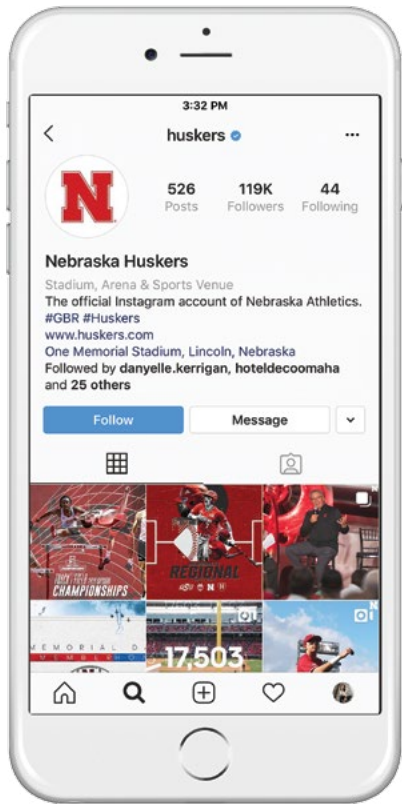 3:32 PM
huskers
N
526 119K 44
Posts Followers Following
Nebraska Huskers
Stadium, Arena & Sports Venue
The official Instagram account of Nebraska Athletics.
#GBR #Huskers
www.huskers.com
One Memorial Stadium, Lincoln, Nebraska
Followed by danyelle.kerrigan, hoteldecoomaha
and 25 others
Follow Message
CHAMPIONSHIPS
REGIONAL
MEMORIAL D
17,503